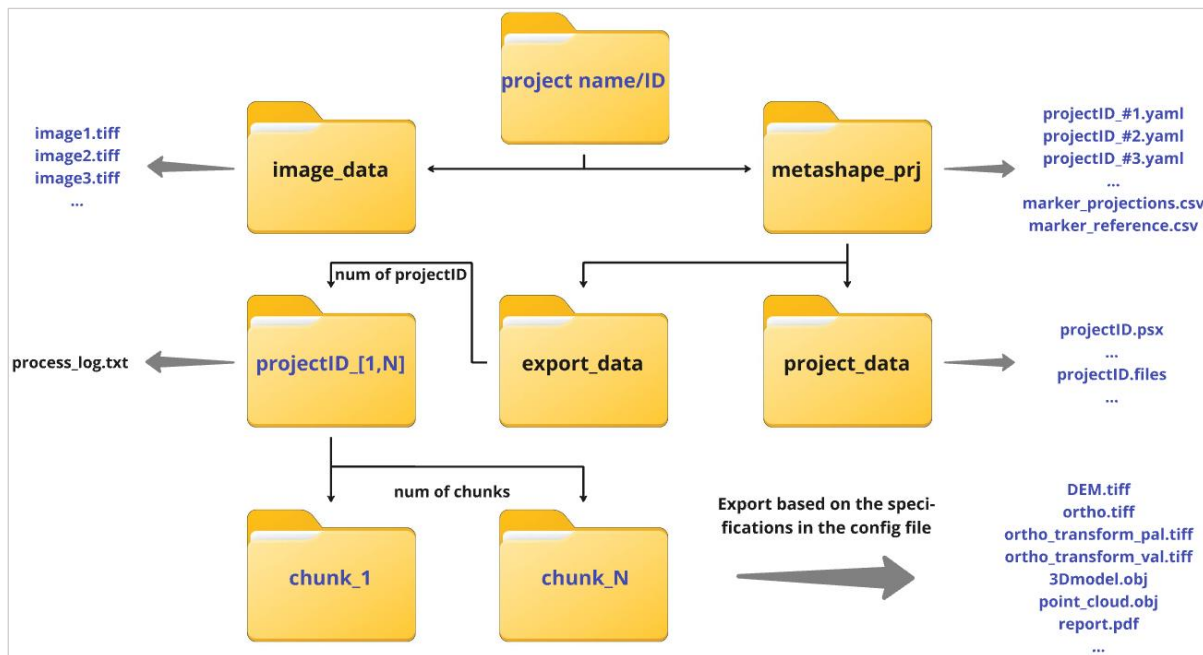 project name/ID
image1.tiff
image2.tiff
image3.tiff
...
image_data
metashape_prj
projectID_#1.yaml
projectID_#2.yaml
projectID_#3.yaml
...
marker_projections.csv
marker_reference.csv
num of projectID
process_log.txt
projectID_[1,N]
export_data
project_data
projectID.psx
...
projectID.files
...
num of chunks
chunk_1
chunk_N
Export based on the speci-
fications in the config file
DEM.tiff
ortho.tiff
ortho_transform_pal.tiff
ortho_transform_val.tiff
3Dmodel.obj
point_cloud.obj
report.pdf
...